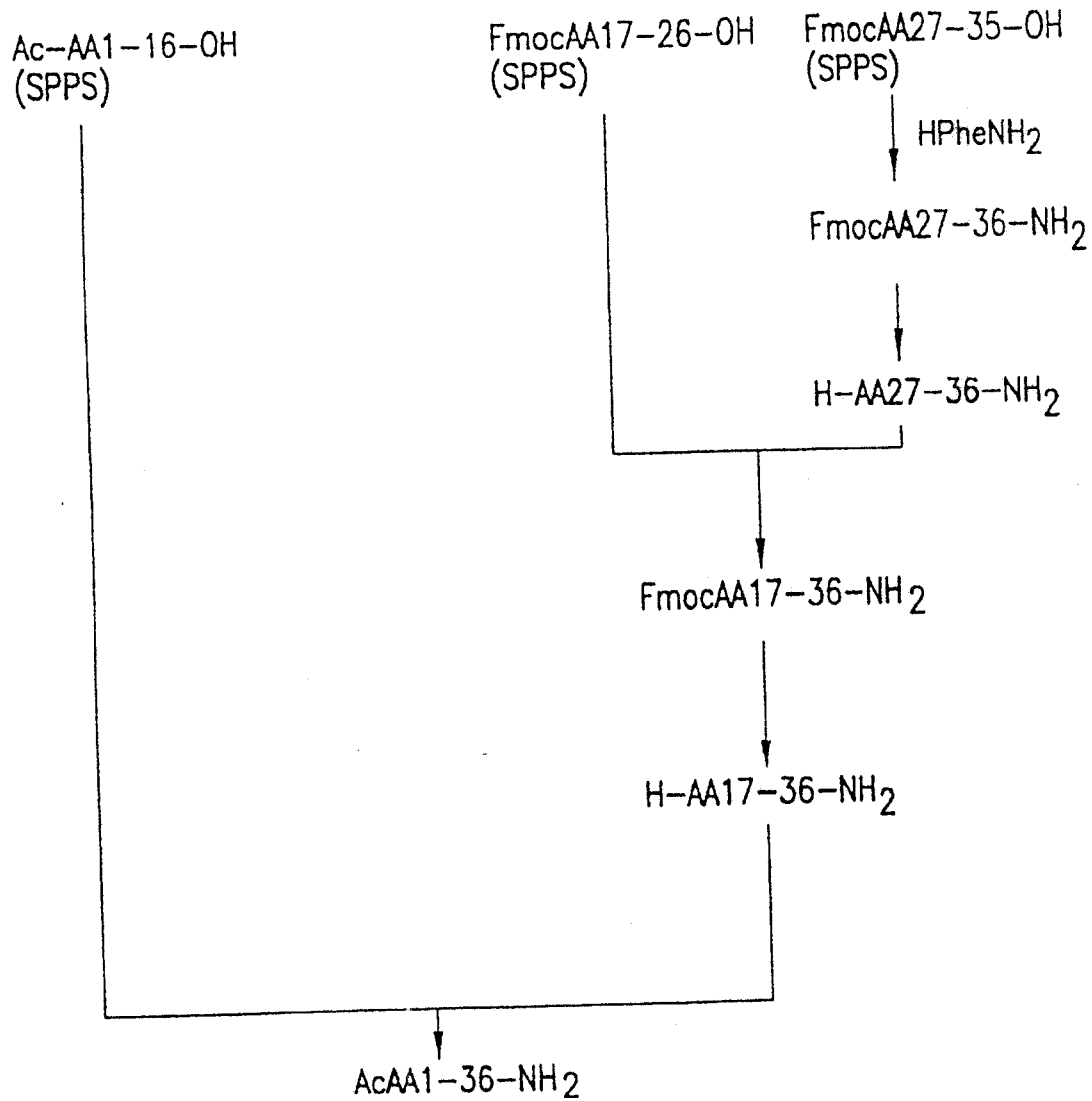 Ac-AA1-16-OH
(SPPS)
FmocAA17-26-OH
(SPPS)
FmocAA27-35-OH
(SPPS)
HPheNH2
FmocAA27-36-NH2
H-AA27-36-NH2
FmocAA17-36-NH2
H-AA17-36-NH2
AcAA1-36-NH2